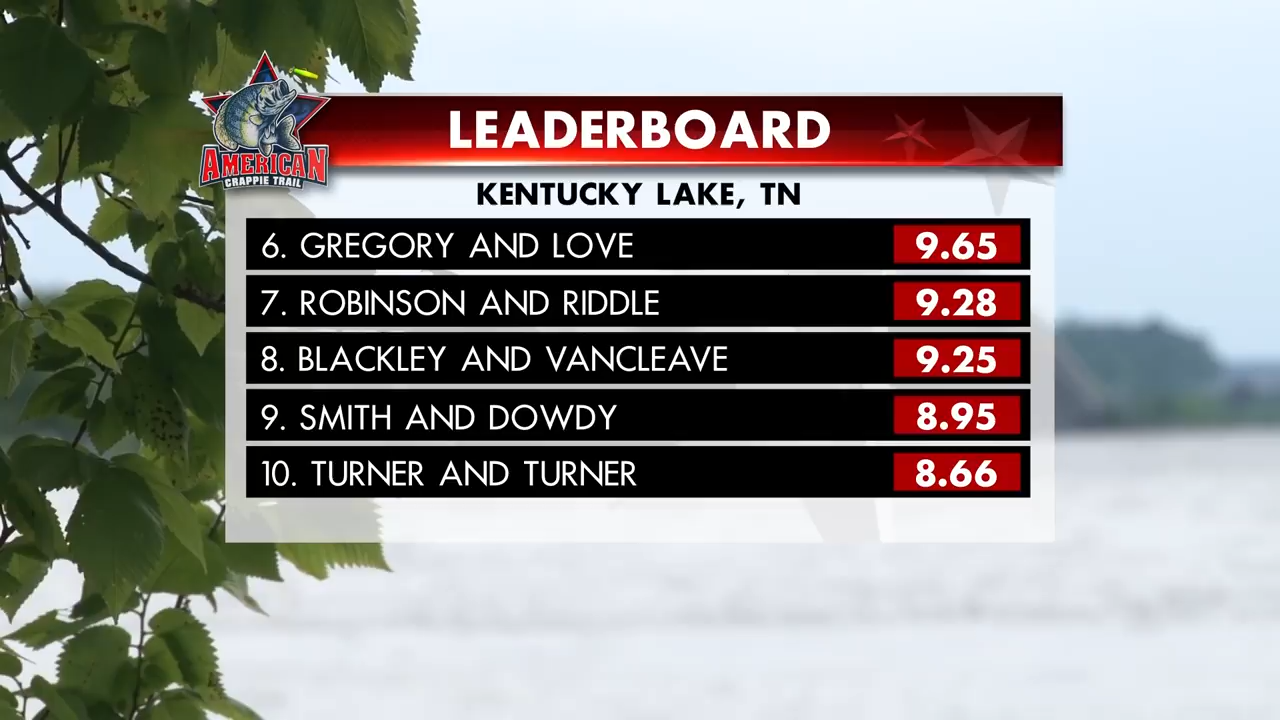 AMERICAN
CRAPPIE TRAIL
LEADERBOARD
KENTUCKY LAKE, TN
6. GREGORY AND LOVE 9.65
7. ROBINSON AND RIDDLE 9.28
8. BLACKLEY AND VANCLEAVE 9.25
9. SMITH AND DOWDY 8.95
10. TURNER AND TURNER 8.66